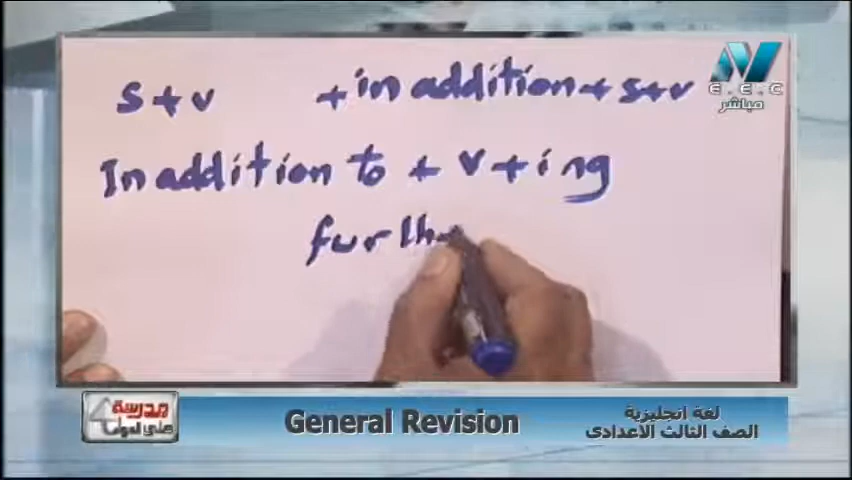 s + v + in addition + s + v
E.E.C
مباشر
In addition to + v + ing
furth
مدرسة
على الهواء
General Revision
لغة انجليزية
الصف الثالث الاعدادى